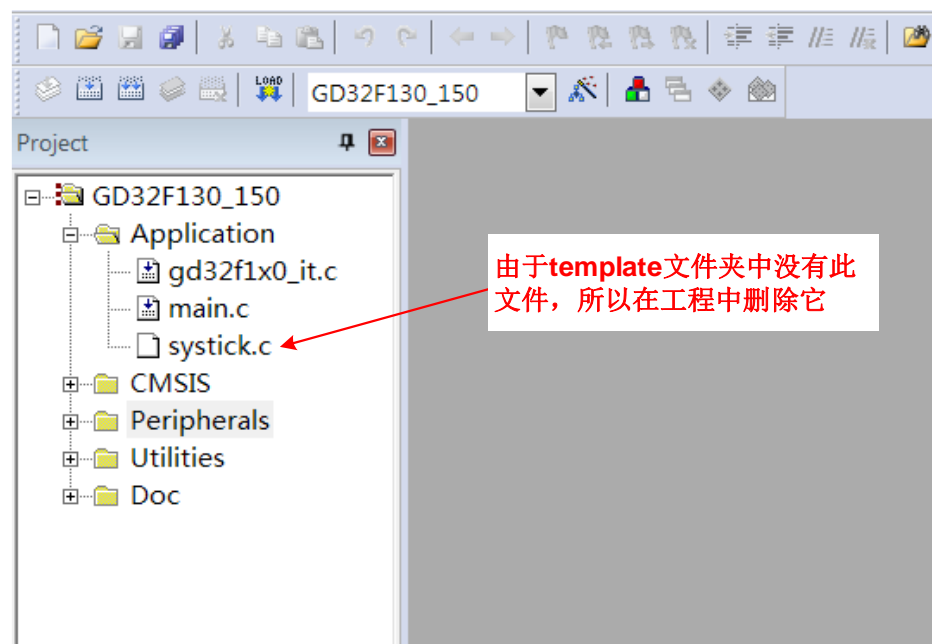 LOAD
GD32F130_150
Project
GD32F130_150
Application
gd32f1x0_it.c
main.c
systick.c
CMSIS
Peripherals
Utilities
Doc
由于template文件夹中没有此
文件，所以在工程中删除它